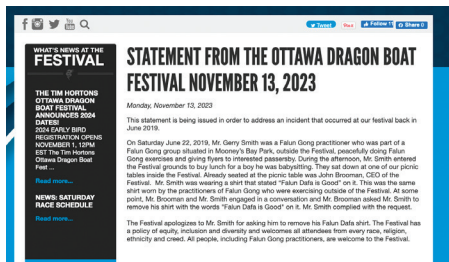 Tweet
Pin it
Follow
Share 0
WHAT'S NEWS AT THE
FESTIVAL
THE TIM HORTONS
OTTAWA DRAGON
BOAT FESTIVAL
ANNOUNCES 2024
DATES!
2024 EARLY BIRD
REGISTRATION OPENS
NOVEMBER 1, 12PM
EST The Tim Hortons
Ottawa Dragon Boat
Fest ...
Read more...
NEWS: SATURDAY
RACE SCHEDULE
Read more...
STATEMENT FROM THE OTTAWA DRAGON BOAT
FESTIVAL NOVEMBER 13, 2023
Monday, November 13, 2023
This statement is being issued in order to address an incident that occurred at our festival back in
June 2019.
On Saturday June 22, 2019, Mr. Gerry Smith was a Falun Gong practitioner who was part of a
Falun Gong group situated in Mooney's Bay Park, outside the Festival, peacefully doing Falun
Gong exercises and giving flyers to interested passersby. During the afternoon, Mr. Smith entered
the Festival grounds to buy lunch for a boy he was babysitting. They sat down at one of our picnic
tables inside the Festival. Already seated at the picnic table was John Brooman, CEO of the
Festival. Mr. Smith was wearing a shirt that stated "Falun Dafa is Good" on it. This was the same
shirt worn by the practitioners of Falun Gong who were exercising outside of the Festival. At some
point, Mr. Brooman and Mr. Smith engaged in a conversation and Mr. Brooman asked Mr. Smith to
remove his shirt with the words "Falun Dafa is Good" on it. Mr. Smith complied with the request.
The Festival apologizes to Mr. Smith for asking him to remove his Falun Dafa shirt. The Festival has
a policy of equity, inclusion and diversity and welcomes all attendees from every race, religion,
ethnicity and creed. All people, including Falun Gong practitioners, are welcome to the Festival.